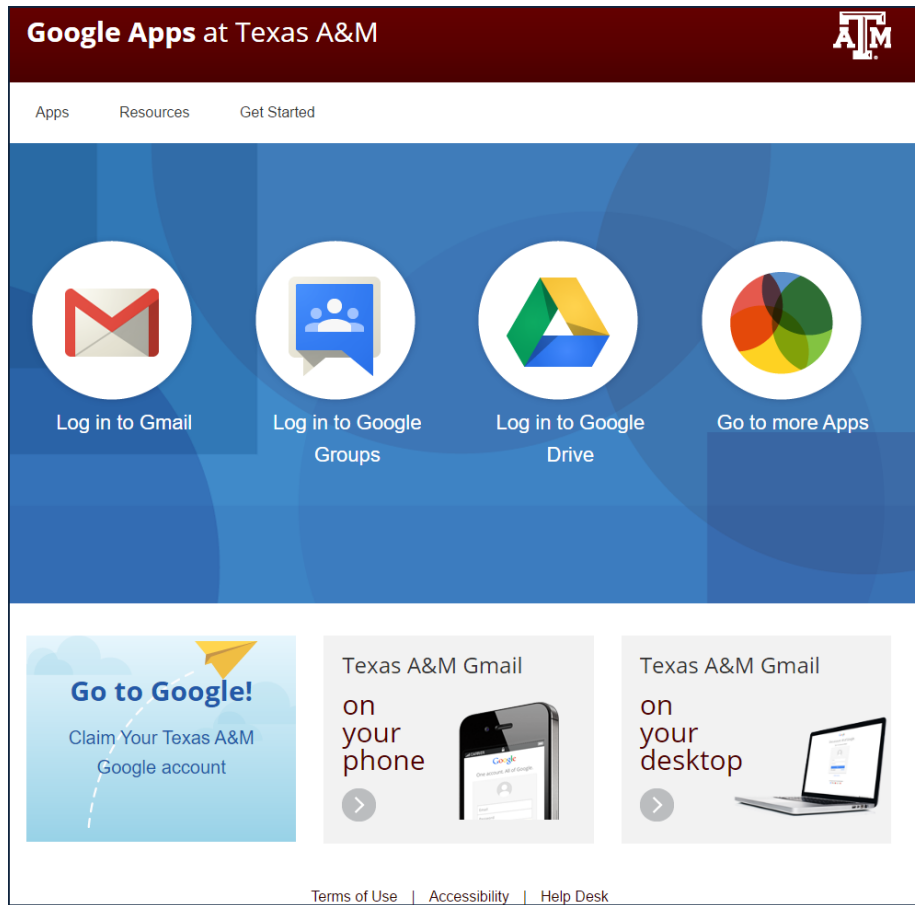 Google Apps at Texas A&M
ATM
Apps Resources Get Started
Log in to Gmail
Log in to Google
Groups
Log in to Google
Drive
Go to more Apps
Go to Google!
Claim Your Texas A&M
Google account
Texas A&M Gmail
on
your
phone
Google
One account. All of Google.
Email
Texas A&M Gmail
on
your
desktop
Terms of Use | Accessibility | Help Desk